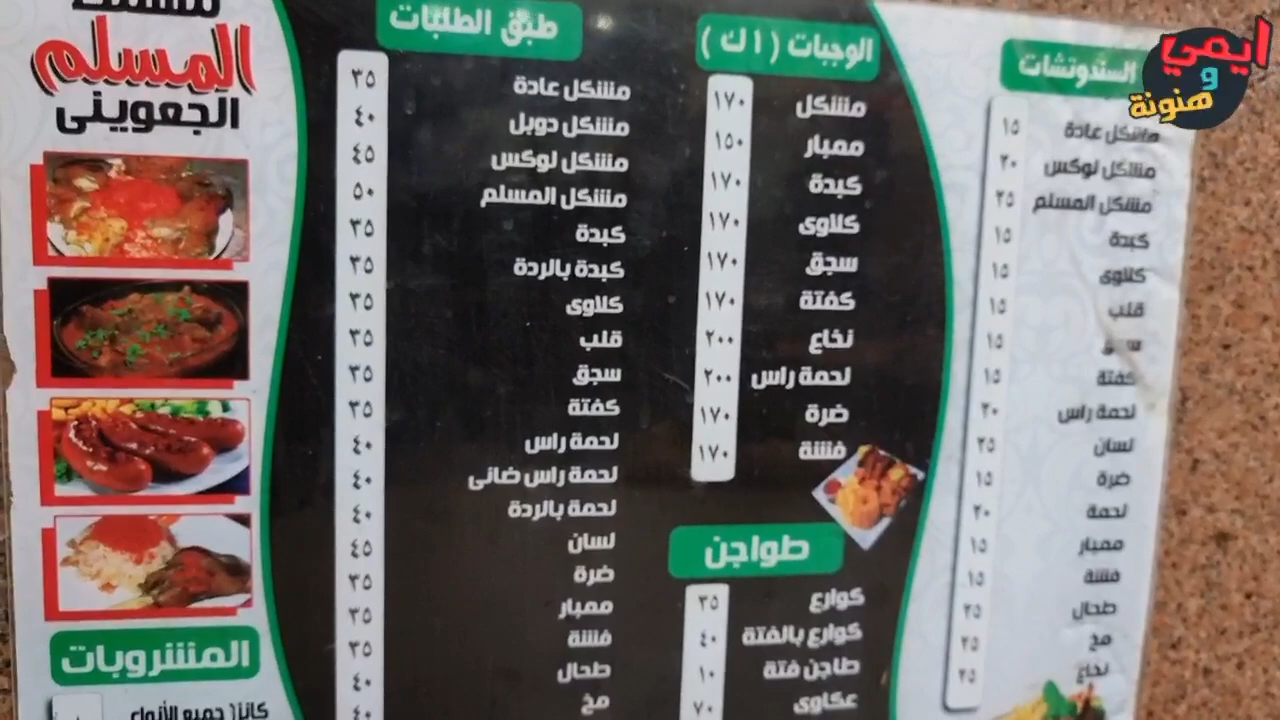 ايمي
و
هنونة
السندوتشات
مشكل عادة ١٥
مشكل لوكس ٢٠
مشكل المسلم ٢٥
كبدة ١٥
كلاوى ١٥
قلب ١٥
سجق ١٥
كفتة ١٥
لحمة راس ٢٠
لسان ٢٥
ضرة ١٥
لحمة ٢٠
ممبار ١٥
فشة ١٥
طحال ٢٥
مخ ٢٥
نخاع ٢٥
الوجبات ( ١ ك )
مشكل ١٧٠
ممبار ١٥٠
كبدة ١٧٠
كلاوى ١٧٠
سجق ١٧٠
كفتة ١٧٠
نخاع ٢٠٠
لحمة راس ٢٠٠
ضرة ١٧٠
فشة ١٧٠
طواجن
كوارع ٣٥
كوارع بالفتة ٤٠
طاجن فتة ١٠
عكاوى ٧٠
طبق الطلبات
مشكل عادة ٣٥
مشكل دوبل ٤٠
مشكل لوكس ٤٥
مشكل المسلم ٥٠
كبدة ٣٥
كبدة بالردة ٣٥
كلاوى ٣٥
قلب ٣٥
سجق ٣٥
كفتة ٣٥
لحمة راس ٤٠
لحمة راس ضانى ٤٠
لحمة بالردة ٤٠
لسان ٤٥
ضرة ٣٥
ممبار ٣٥
فشة ٣٥
طحال ٤٠
مخ ٤٠
المسلم
الجعوينى
المشروبات
كانز( جميع الأنواع